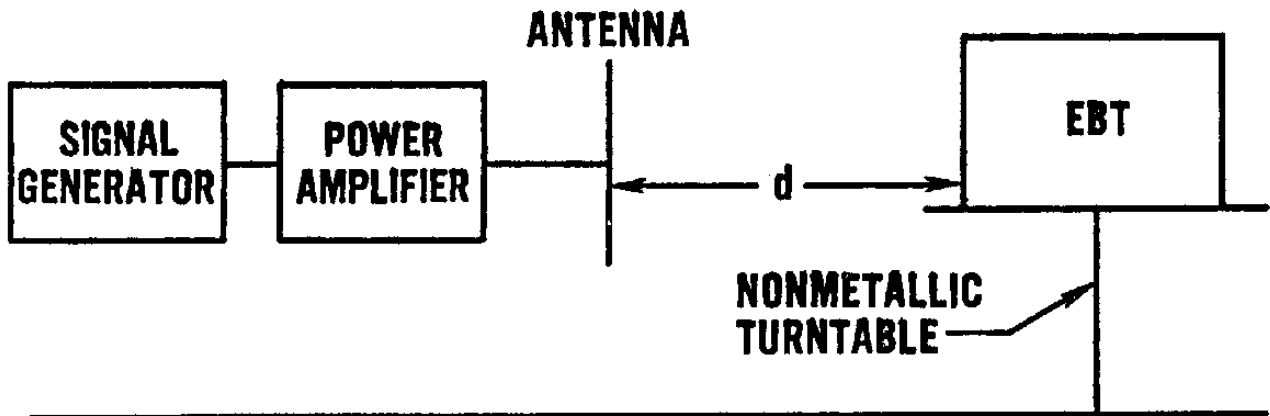 ANTENNA
SIGNAL
GENERATOR
POWER
AMPLIFIER
EBT
d
NONMETALLIC
TURNTABLE